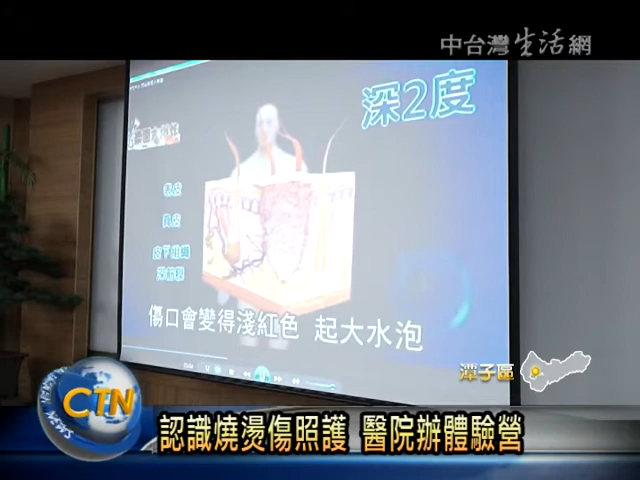 中台灣生活網
深2度
表皮
真皮
皮下組織
傷口會變得淺紅色 起大水泡
潭子區
CTN
NEWS
認識燒燙傷照護 醫院辦體驗營